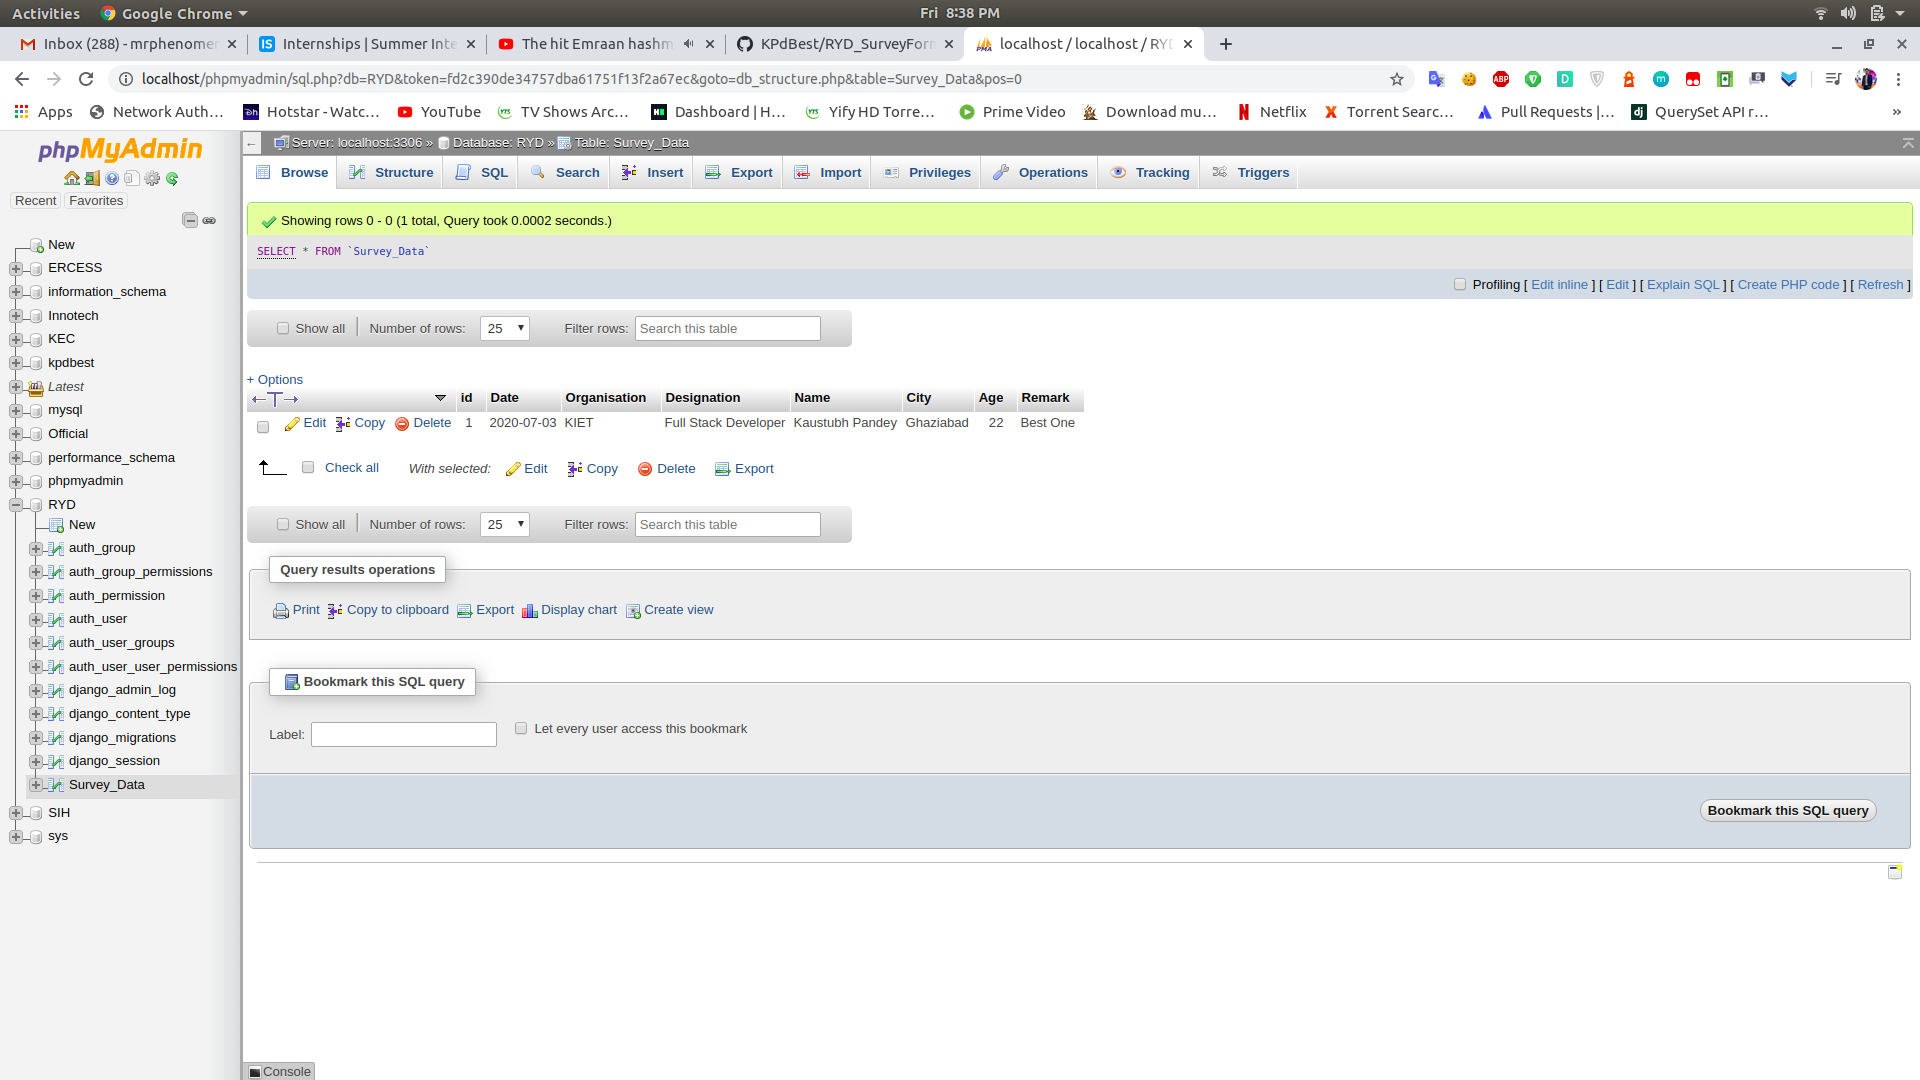 Activities Google Chrome Fri 8:38 PM
Inbox (288) - mrphenomen Internships | Summer Inte The hit Emraan hashm KPdBest/RYD_SurveyForm localhost / localhost / RYD
localhost/phpmyadmin/sql.php?db=RYD&token=fd2c390de34757dba61751f13f2a67ec&goto=db_structure.php&table=Survey_Data&pos=0
Apps Network Auth... Hotstar - Watc... YouTube TV Shows Arc... Dashboard | H... Yify HD Torre... Prime Video Download mu... Netflix Torrent Searc... Pull Requests |... QuerySet API r... »
phpMyAdmin
Recent Favorites
New
ERCESS
information_schema
Innotech
KEC
kpdbest
Latest
mysql
Official
performance_schema
phpmyadmin
RYD
New
auth_group
auth_group_permissions
auth_permission
auth_user
auth_user_groups
auth_user_user_permissions
django_admin_log
django_content_type
django_migrations
django_session
Survey_Data
SIH
sys
Server: localhost:3306 » Database: RYD » Table: Survey_Data
Browse Structure SQL Search Insert Export Import Privileges Operations Tracking Triggers
Showing rows 0 - 0 (1 total, Query took 0.0002 seconds.)
SELECT * FROM `Survey_Data`
Profiling [ Edit inline ] [ Edit ] [ Explain SQL ] [ Create PHP code ] [ Refresh ]
Show all Number of rows: 25 Filter rows: Search this table
+ Options
id Date Organisation Designation Name City Age Remark
Edit Copy Delete 1 2020-07-03 KIET Full Stack Developer Kaustubh Pandey Ghaziabad 22 Best One
Check all With selected: Edit Copy Delete Export
Show all Number of rows: 25 Filter rows: Search this table
Query results operations
Print Copy to clipboard Export Display chart Create view
Bookmark this SQL query
Label: Let every user access this bookmark
Bookmark this SQL query
Console